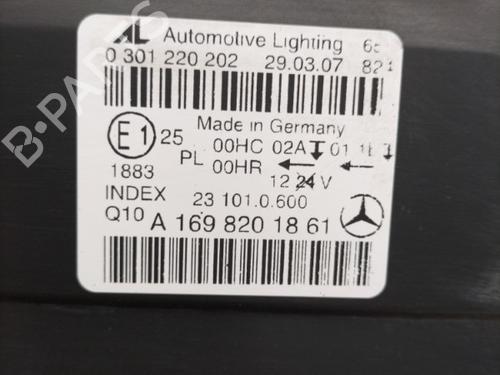 AL Automotive Lighting
0 301 220 202 29.03.07
Made in Germany
E1 25 00HC 02A
PL 00HR
1883 12 24 V
INDEX 23 101.0.600
Q10 A 169 820 18 61
B-PARTS